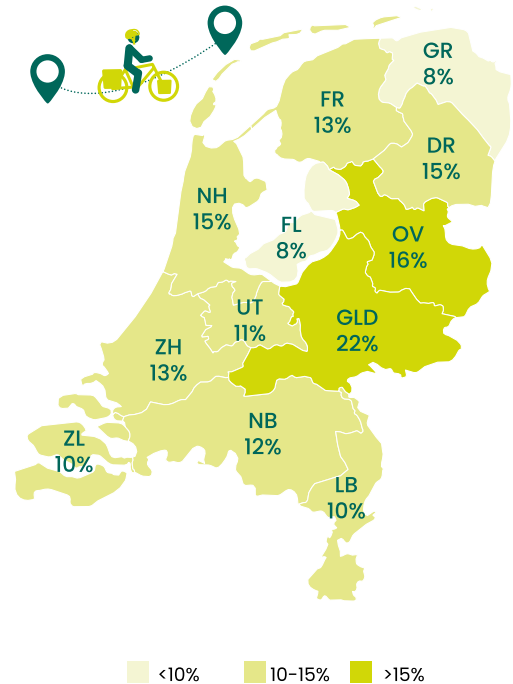 GR
8%
FR
13%
DR
15%
NH
15%
FL
8%
OV
16%
UT
11%
GLD
22%
ZH
13%
NB
12%
ZL
10%
LB
10%
<10%
10-15%
>15%